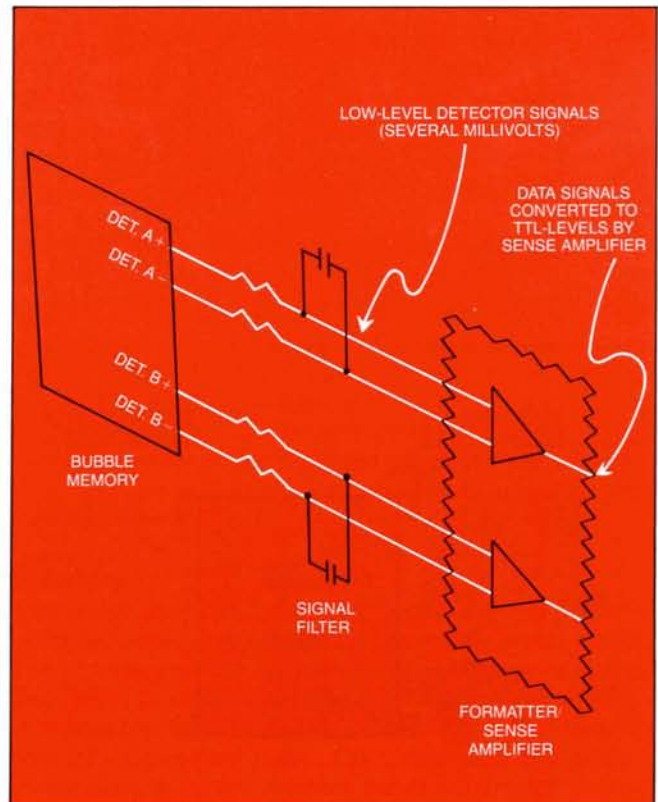 LOW-LEVEL DETECTOR SIGNALS
(SEVERAL MILLIVOLTS)
DATA SIGNALS
CONVERTED TO
TTL-LEVELS BY
SENSE AMPLIFIER
DET. A+
DET. A−
DET. B+
DET. B−
BUBBLE
MEMORY
SIGNAL
FILTER
FORMATTER/
SENSE
AMPLIFIER